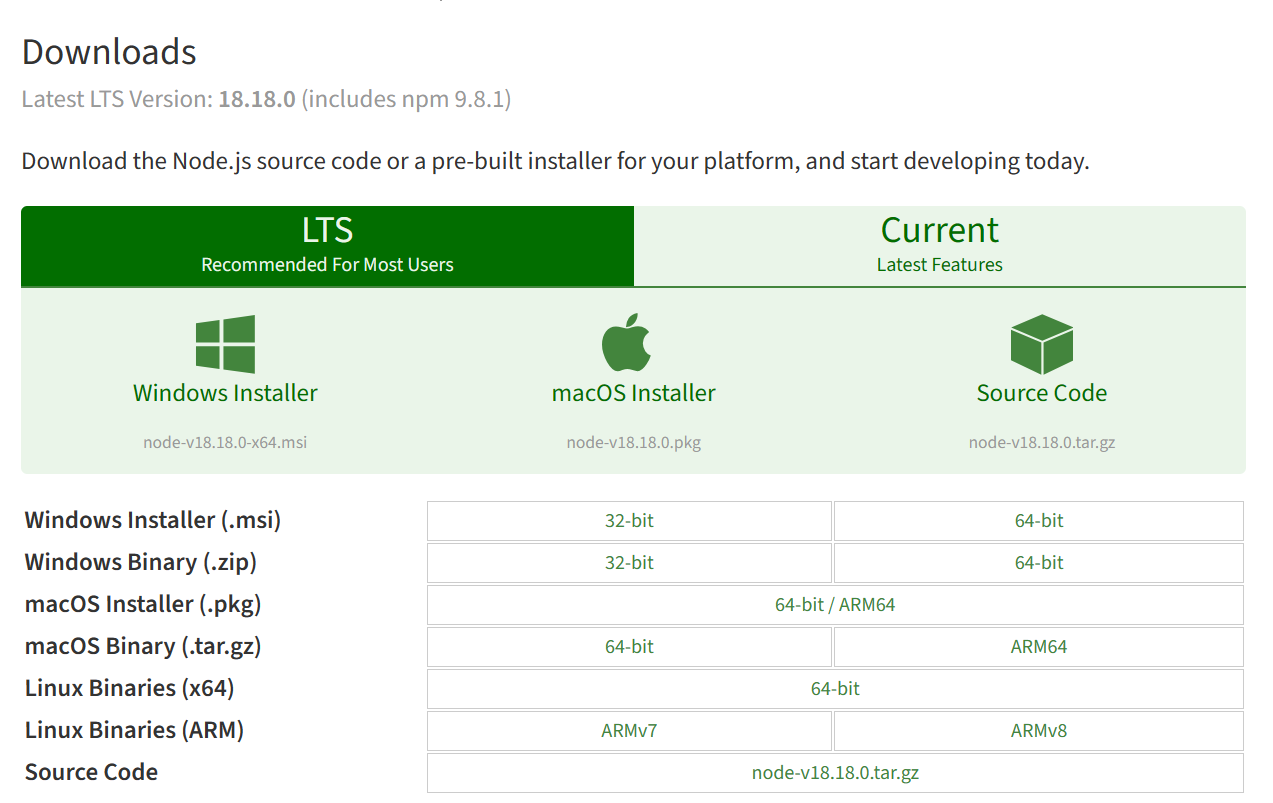 Downloads
Latest LTS Version: 18.18.0 (includes npm 9.8.1)
Download the Node.js source code or a pre-built installer for your platform, and start developing today.
LTS
Recommended For Most Users
Current
Latest Features
Windows Installer
node-v18.18.0-x64.msi
macOS Installer
node-v18.18.0.pkg
Source Code
node-v18.18.0.tar.gz
Windows Installer (.msi) 32-bit 64-bit
Windows Binary (.zip) 32-bit 64-bit
macOS Installer (.pkg) 64-bit / ARM64
macOS Binary (.tar.gz) 64-bit ARM64
Linux Binaries (x64) 64-bit
Linux Binaries (ARM) ARMv7 ARMv8
Source Code node-v18.18.0.tar.gz